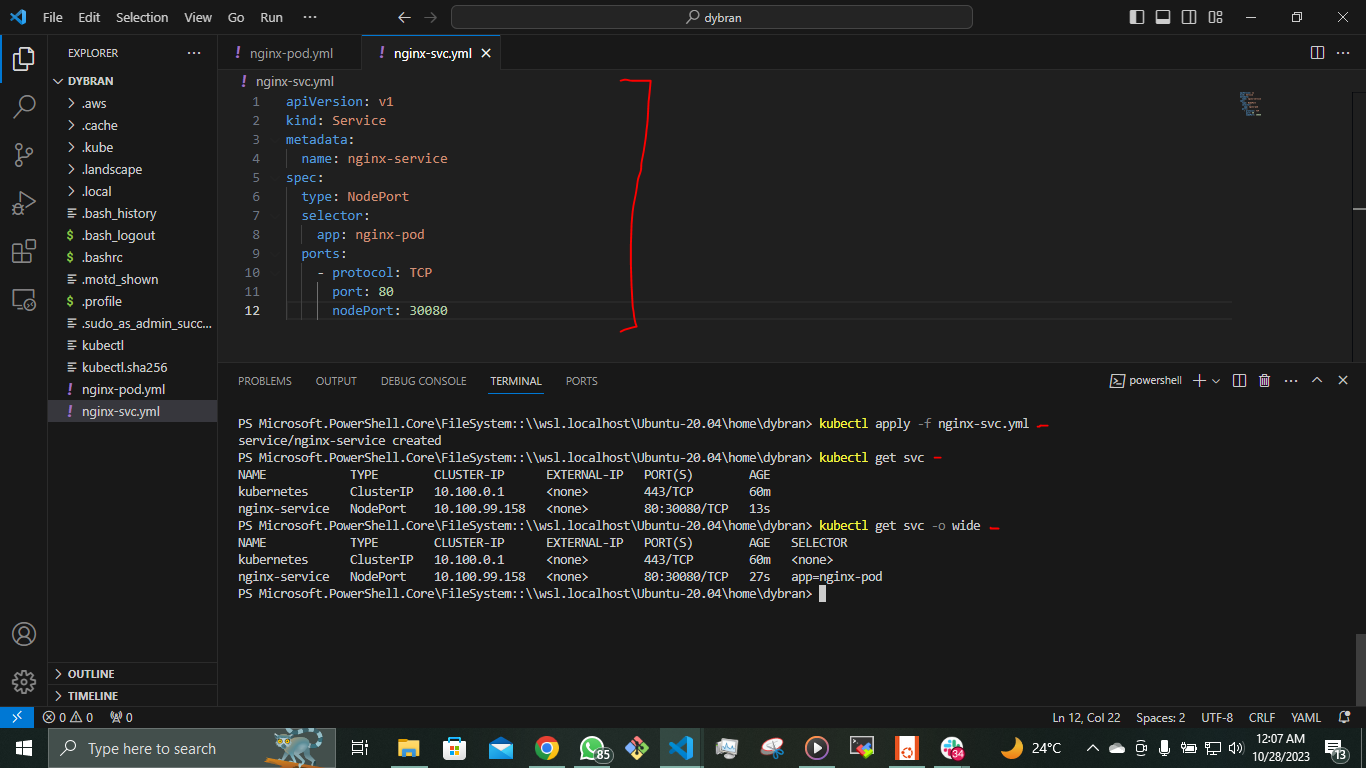 File Edit Selection View Go Run ··· dybran
EXPLORER ···
DYBRAN
.aws
.cache
.kube
.landscape
.local
.bash_history
$ .bash_logout
$ .bashrc
.motd_shown
$ .profile
.sudo_as_admin_succ...
kubectl
kubectl.sha256
! nginx-pod.yml
! nginx-svc.yml
OUTLINE
TIMELINE
! nginx-pod.yml ! nginx-svc.yml
! nginx-svc.yml
1 apiVersion: v1
2 kind: Service
3 metadata:
4 name: nginx-service
5 spec:
6 type: NodePort
7 selector:
8 app: nginx-pod
9 ports:
10 - protocol: TCP
11 port: 80
12 nodePort: 30080
PROBLEMS OUTPUT DEBUG CONSOLE TERMINAL PORTS powershell
PS Microsoft.PowerShell.Core\FileSystem::\\wsl.localhost\Ubuntu-20.04\home\dybran> kubectl apply -f nginx-svc.yml
service/nginx-service created
PS Microsoft.PowerShell.Core\FileSystem::\\wsl.localhost\Ubuntu-20.04\home\dybran> kubectl get svc
NAME TYPE CLUSTER-IP EXTERNAL-IP PORT(S) AGE
kubernetes ClusterIP 10.100.0.1 <none> 443/TCP 60m
nginx-service NodePort 10.100.99.158 <none> 80:30080/TCP 13s
PS Microsoft.PowerShell.Core\FileSystem::\\wsl.localhost\Ubuntu-20.04\home\dybran> kubectl get svc -o wide
NAME TYPE CLUSTER-IP EXTERNAL-IP PORT(S) AGE SELECTOR
kubernetes ClusterIP 10.100.0.1 <none> 443/TCP 60m <none>
nginx-service NodePort 10.100.99.158 <none> 80:30080/TCP 27s app=nginx-pod
PS Microsoft.PowerShell.Core\FileSystem::\\wsl.localhost\Ubuntu-20.04\home\dybran>
0 0 0 Ln 12, Col 22 Spaces: 2 UTF-8 CRLF YAML
Type here to search 85 34 24°C 12:07 AM
10/28/2023 13